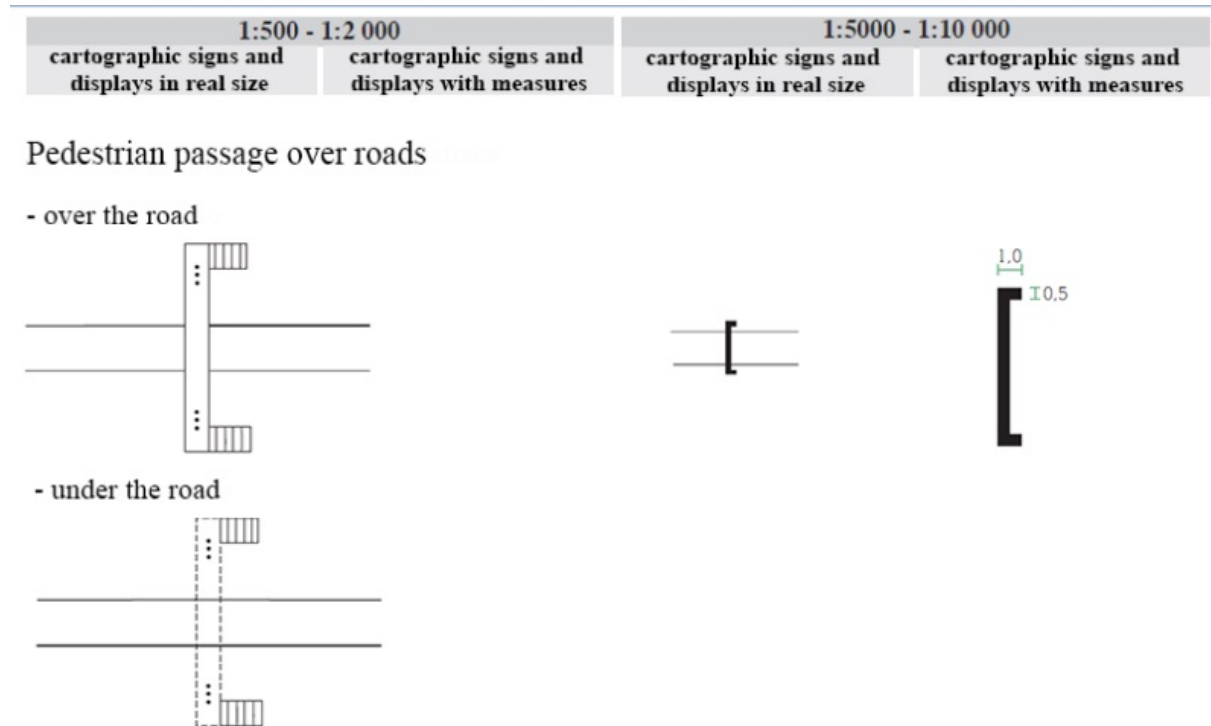 1:500 - 1:2 000
1:5000 - 1:10 000
cartographic signs and displays in real size
cartographic signs and displays with measures
cartographic signs and displays in real size
cartographic signs and displays with measures
Pedestrian passage over roads
- over the road
1,0
0,5
- under the road